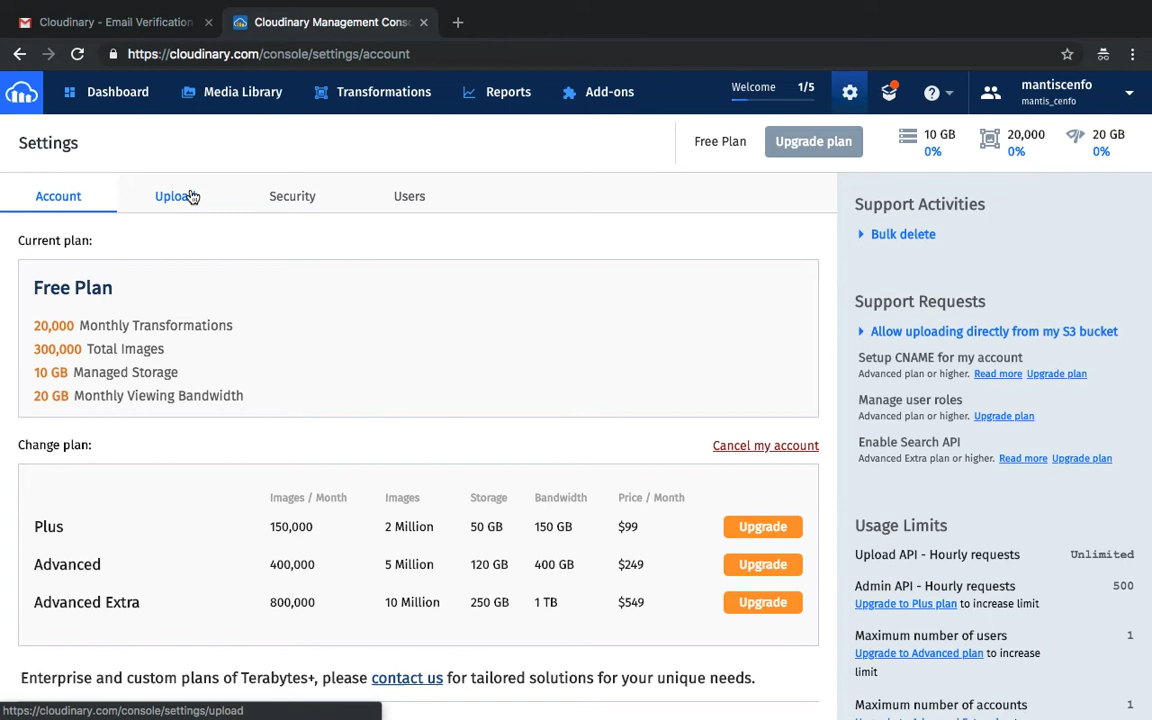 Cloudinary - Email Verification
Cloudinary Management Cons
https://cloudinary.com/console/settings/account
Dashboard
Media Library
Transformations
Reports
Add-ons
Welcome 1/5
mantiscenfo
mantis_cenfo
Settings
Free Plan
Upgrade plan
10 GB
0%
20,000
0%
20 GB
0%
Account
Uploa
Security
Users
Current plan:
Free Plan
20,000 Monthly Transformations
300,000 Total Images
10 GB Managed Storage
20 GB Monthly Viewing Bandwidth
Change plan:
Cancel my account
Images / Month Images Storage Bandwidth Price / Month
Plus 150,000 2 Million 50 GB 150 GB $99 Upgrade
Advanced 400,000 5 Million 120 GB 400 GB $249 Upgrade
Advanced Extra 800,000 10 Million 250 GB 1 TB $549 Upgrade
Enterprise and custom plans of Terabytes+, please contact us for tailored solutions for your unique needs.
Support Activities
Bulk delete
Support Requests
Allow uploading directly from my S3 bucket
Setup CNAME for my account
Advanced plan or higher. Read more Upgrade plan
Manage user roles
Advanced plan or higher. Upgrade plan
Enable Search API
Advanced Extra plan or higher. Read more Upgrade plan
Usage Limits
Upload API - Hourly requests Unlimited
Admin API - Hourly requests 500
Upgrade to Plus plan to increase limit
Maximum number of users 1
Upgrade to Advanced plan to increase
limit
Maximum number of accounts 1
https://cloudinary.com/console/settings/upload